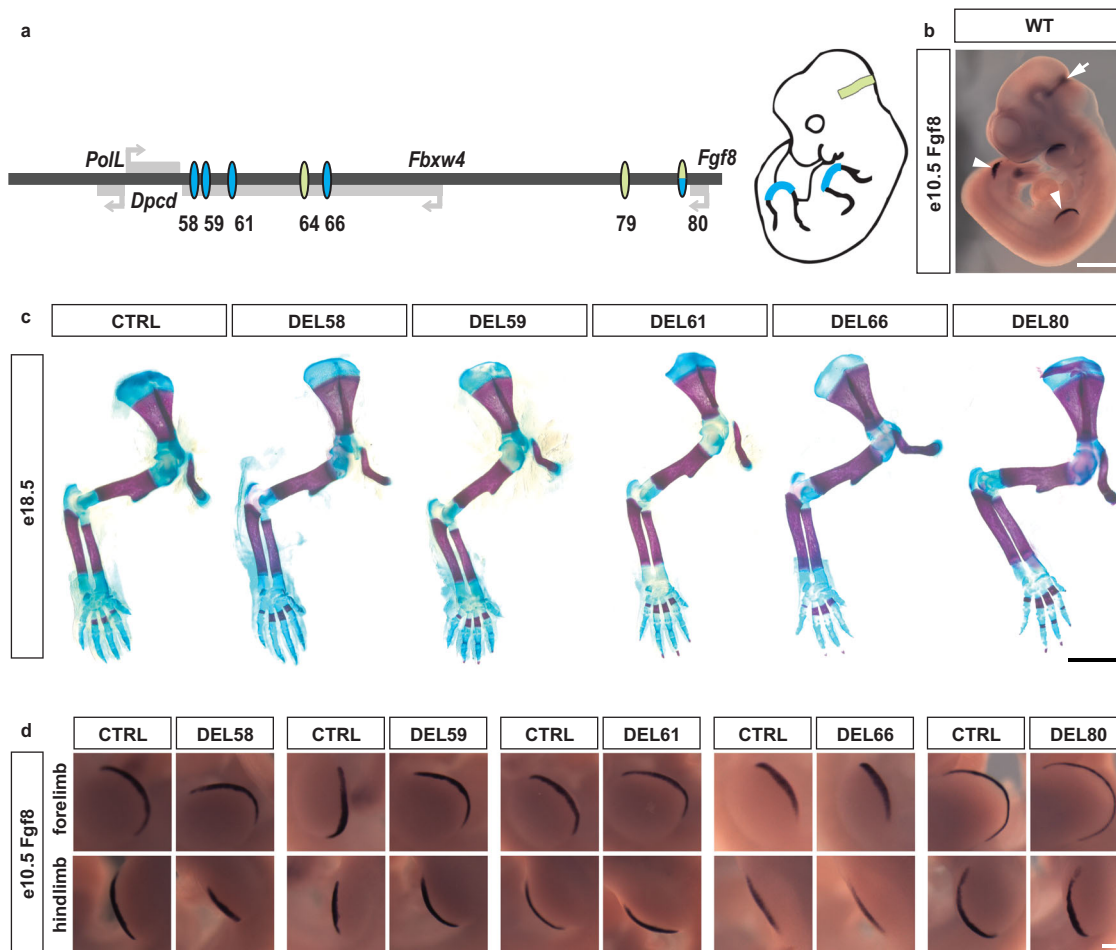 a
PolL
Fbxw4
Fgf8
Dpcd
58 59 61 64 66 79 80
b
WT
e10.5 Fgf8
c
CTRL DEL58 DEL59 DEL61 DEL66 DEL80
e18.5
d
CTRL DEL58 CTRL DEL59 CTRL DEL61 CTRL DEL66 CTRL DEL80
e10.5 Fgf8
forelimb
hindlimb